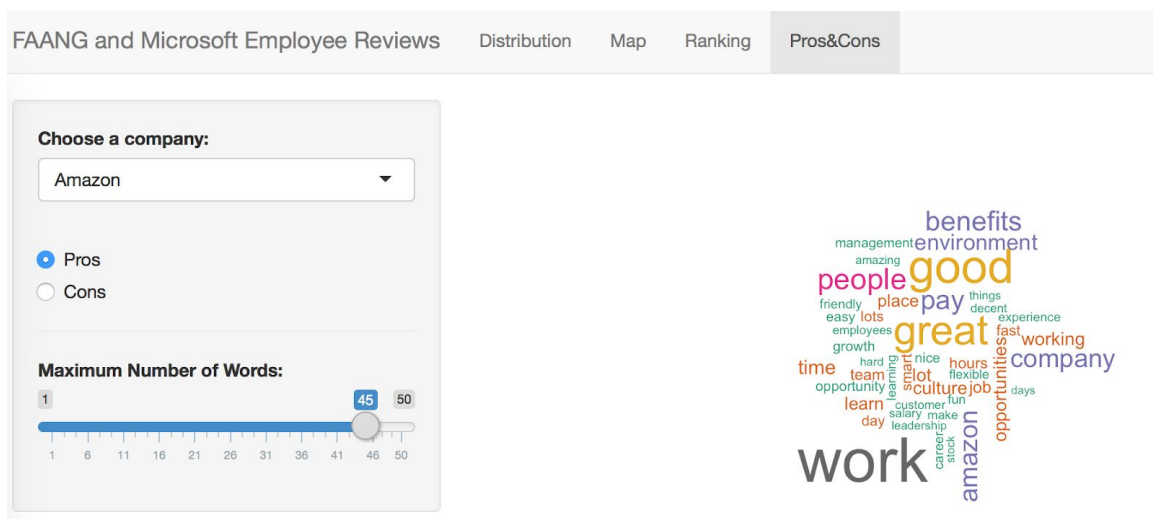 FAANG and Microsoft Employee Reviews Distribution Map Ranking Pros&Cons
Choose a company:
Amazon
Pros
Cons
Maximum Number of Words:
1 45 50
1 6 11 16 21 26 31 36 41 46 50
benefits
management environment
amazing good
people
friendly place pay things
decent
easy lots experience
employees great fast
growth working
hard nice hours company
time team smart lot flexible
opportunity learning culture job opportunities days
learn customer fun
day salary make
leadership
work career stock amazon